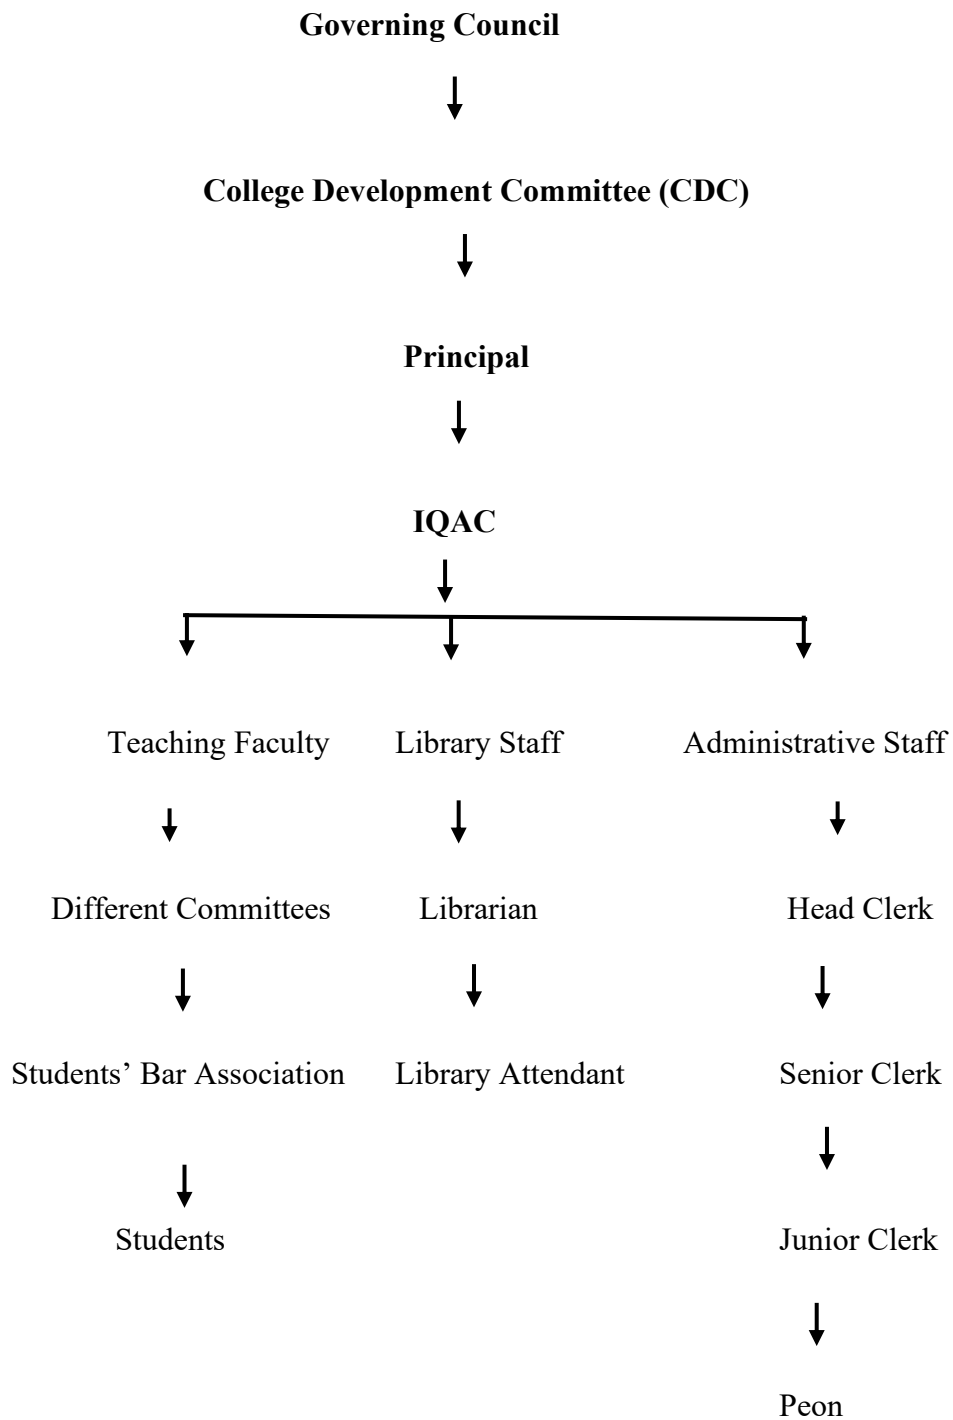 Governing Council
College Development Committee (CDC)
Principal
IQAC
Teaching Faculty Library Staff Administrative Staff
Different Committees Librarian Head Clerk
Students’ Bar Association Library Attendant Senior Clerk
Students Junior Clerk
Peon